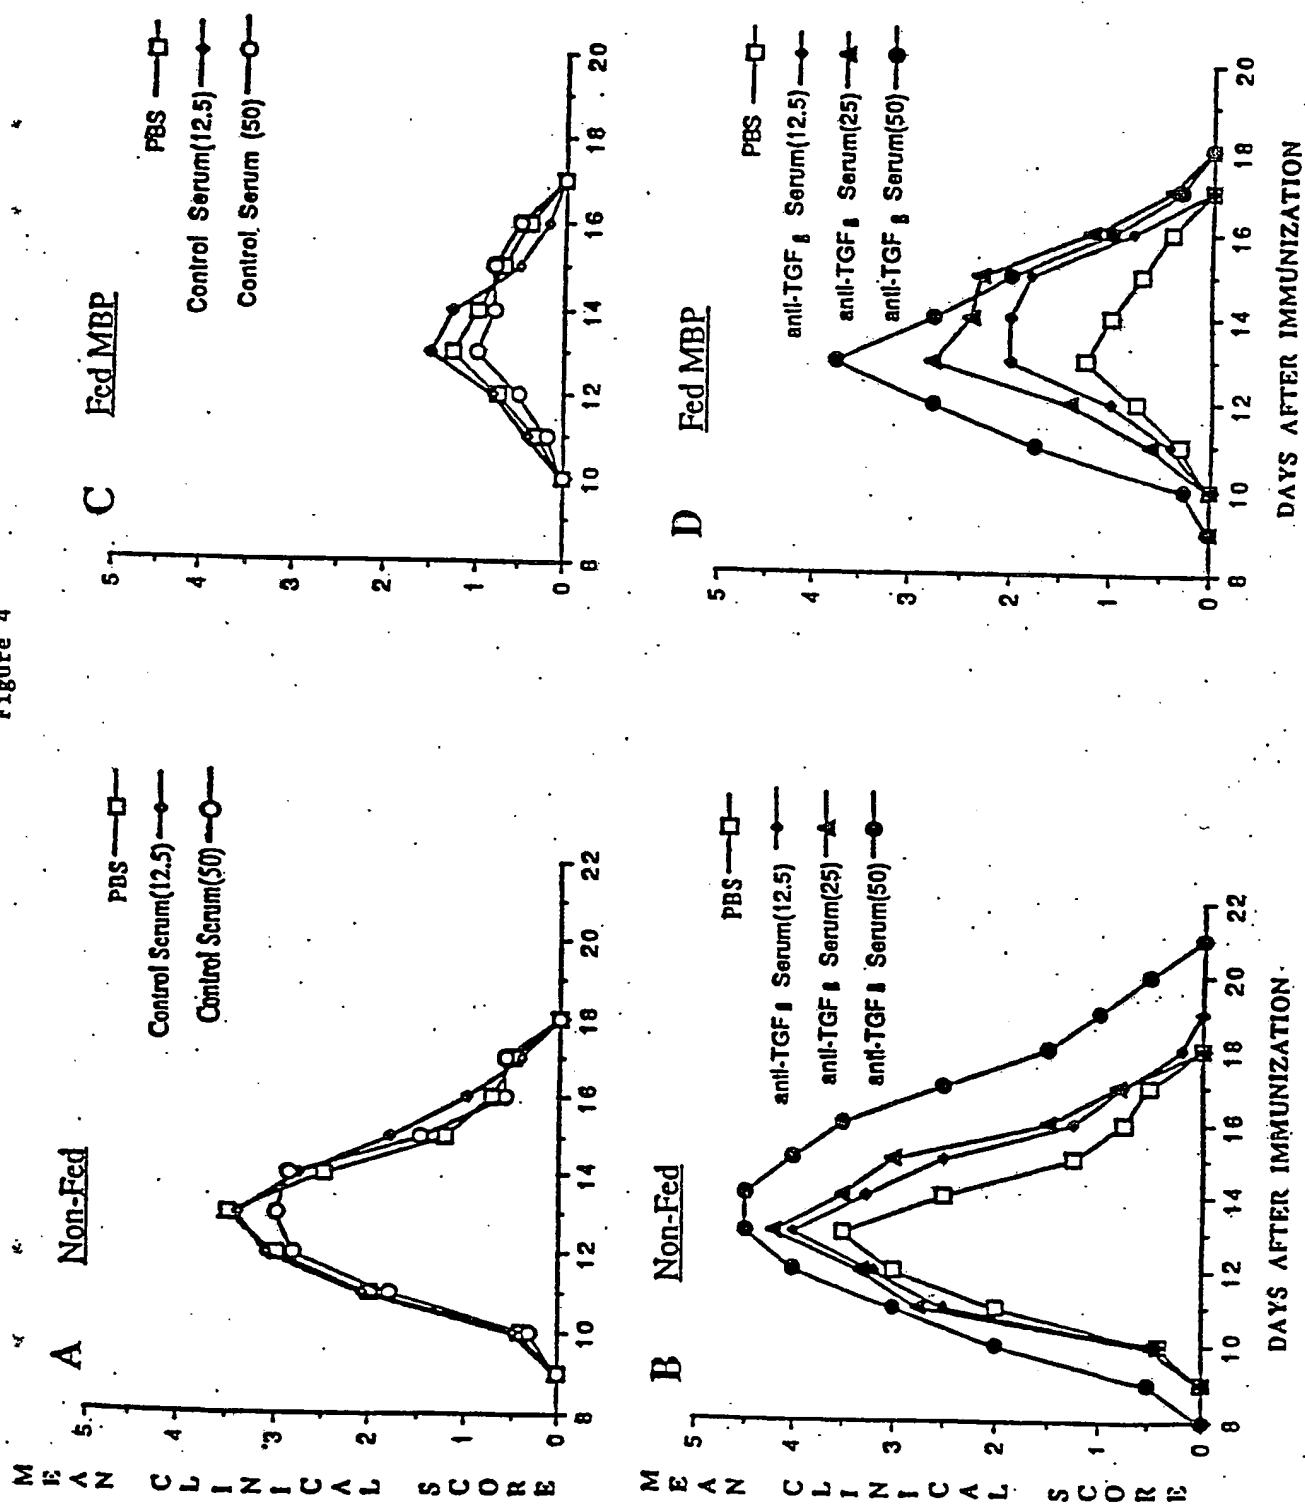 Figure 4
A
Non-Fed
PBS
Control Serum(12.5)
Control Serum(50)
MEAN CLINICAL SCORE
5
4
3
2
1
0
8 10 12 14 16 18 20 22
C
Fed MBP
PBS
Control Serum(12.5)
Control Serum (50)
5
4
3
2
1
0
8 10 12 14 16 18 20
B
Non-Fed
PBS
anti-TGFβ Serum(12.5)
anti-TGFβ Serum(25)
anti-TGFβ Serum(50)
MEAN CLINICAL SCORE
5
4
3
2
1
0
8 10 12 14 16 18 20 22
DAYS AFTER IMMUNIZATION
D
Fed MBP
PBS
anti-TGFβ Serum(12.5)
anti-TGFβ Serum(25)
anti-TGFβ Serum(50)
5
4
3
2
1
0
8 10 12 14 16 18 20
DAYS AFTER IMMUNIZATION